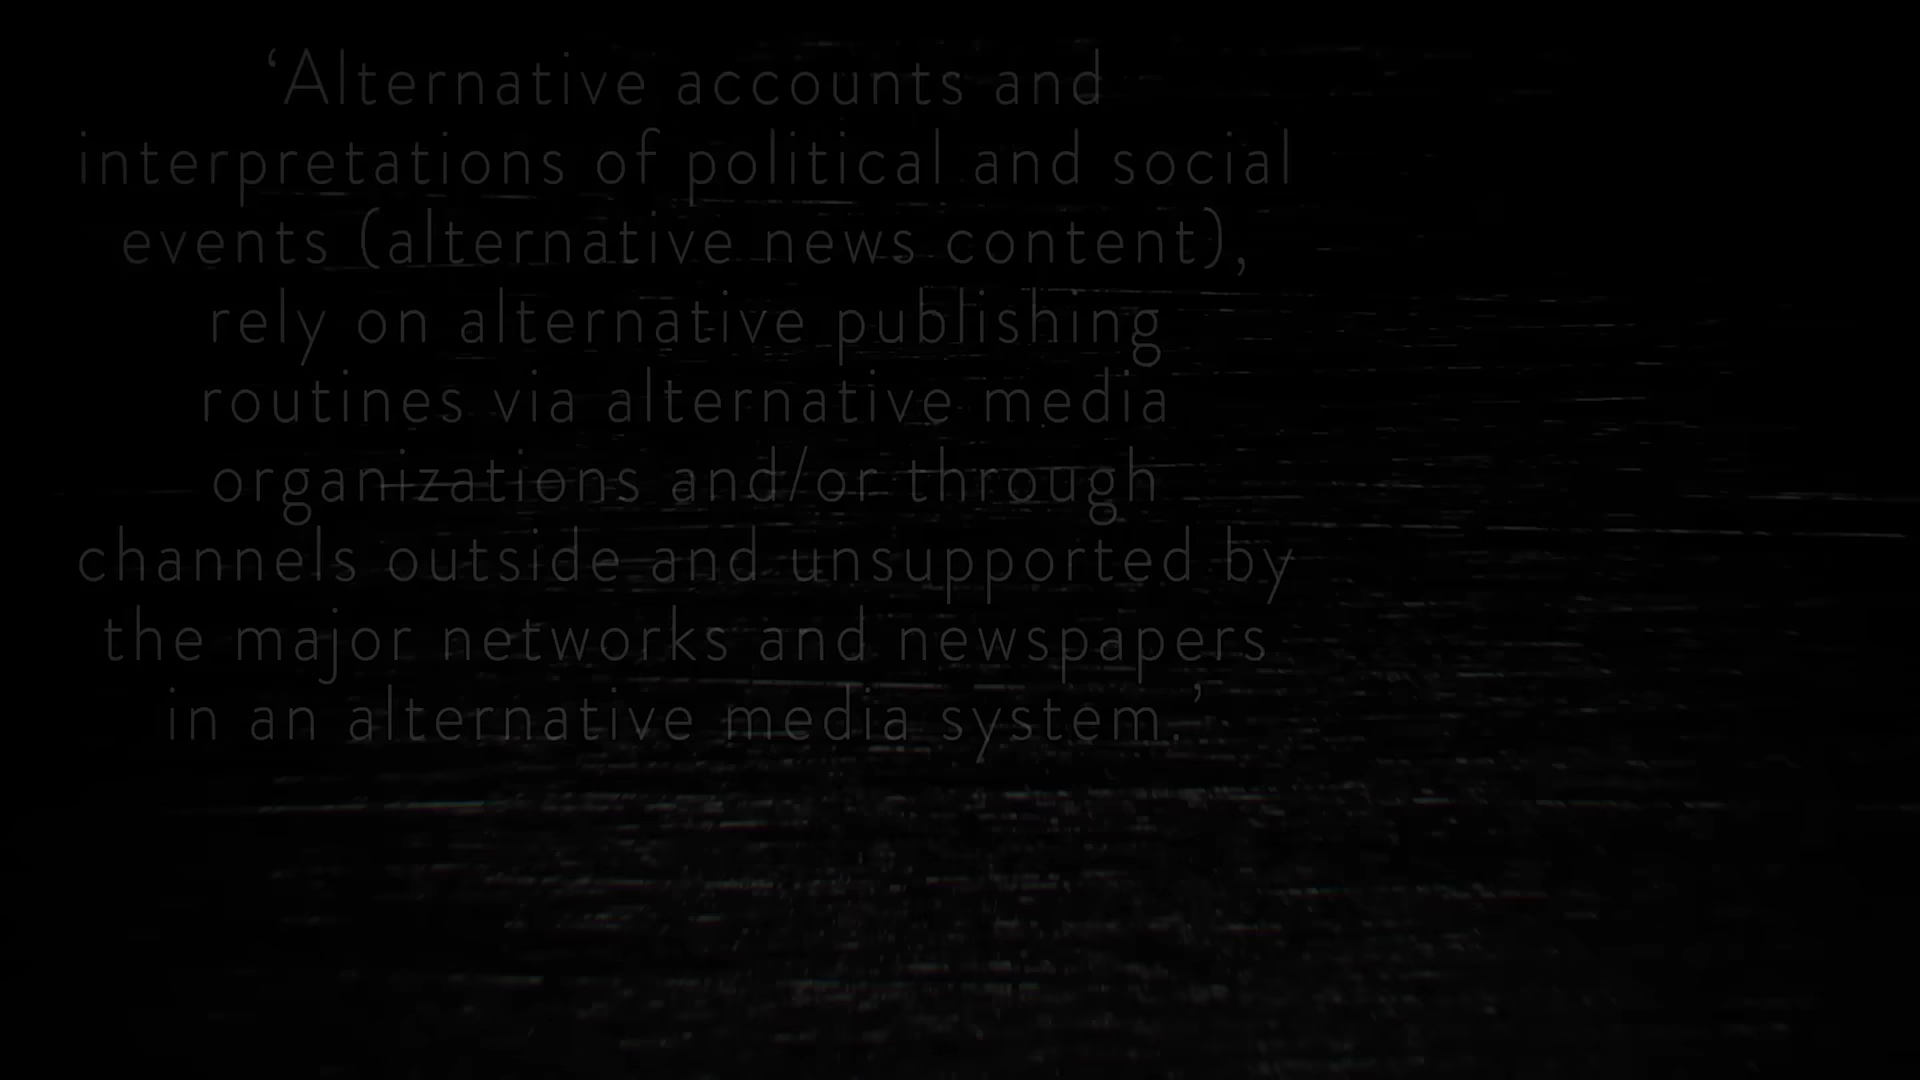 ‘Alternative accounts and
interpretations of political and social
events (alternative news content),
rely on alternative publishing
routines via alternative media
organizations and/or through
channels outside and unsupported by
the major networks and newspapers
in an alternative media system.’